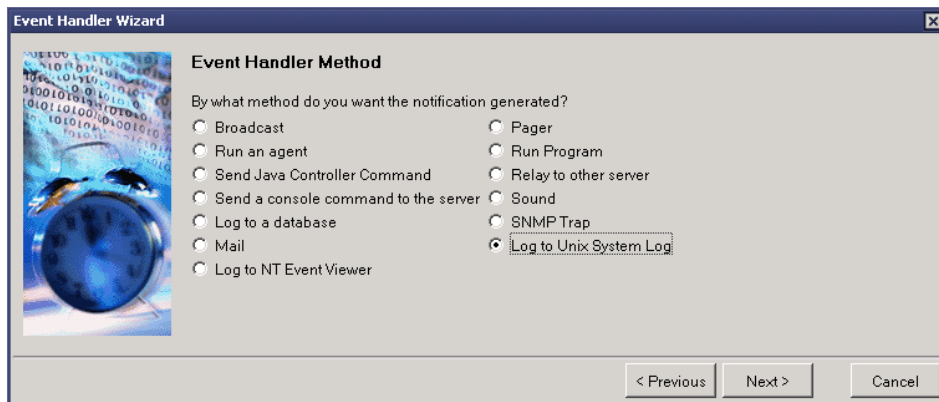 Event Handler Wizard
Event Handler Method
By what method do you want the notification generated?
Broadcast
Run an agent
Send Java Controller Command
Send a console command to the server
Log to a database
Mail
Log to NT Event Viewer
Pager
Run Program
Relay to other server
Sound
SNMP Trap
Log to Unix System Log
< Previous
Next >
Cancel